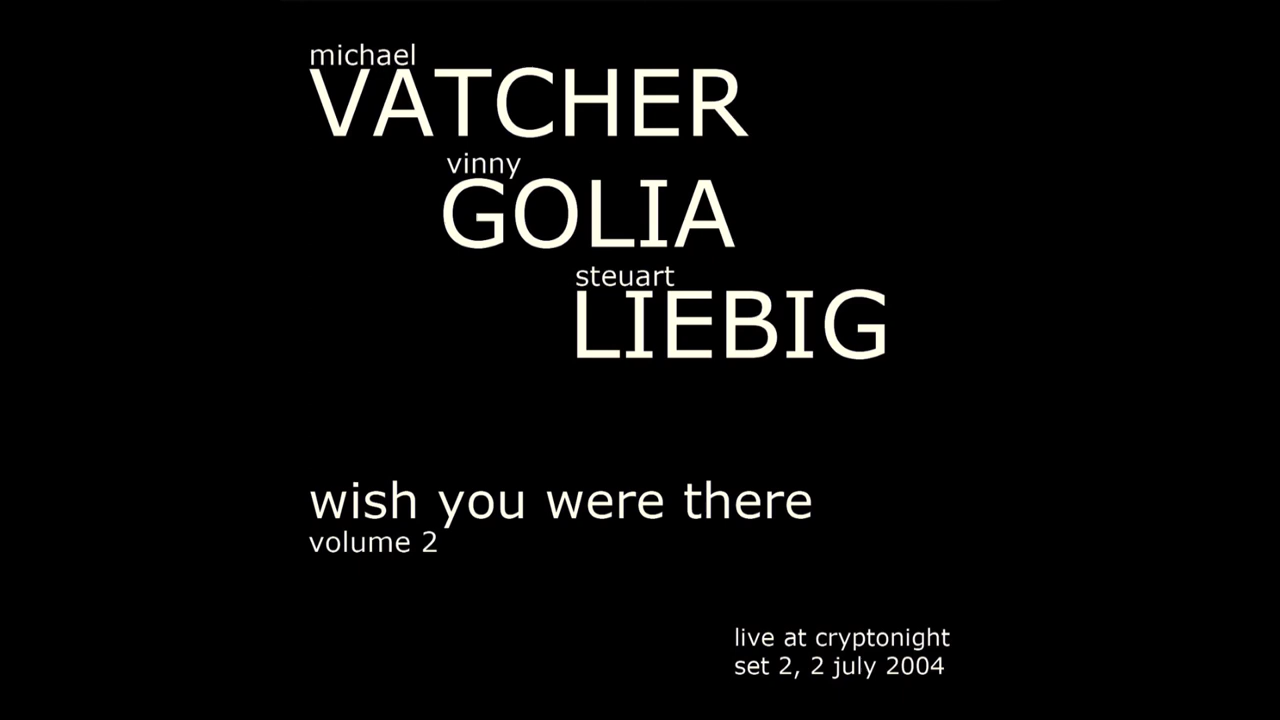 michael
VATCHER
vinny
GOLIA
steuart
LIEBIG
wish you were there
volume 2
live at cryptonight
set 2, 2 july 2004